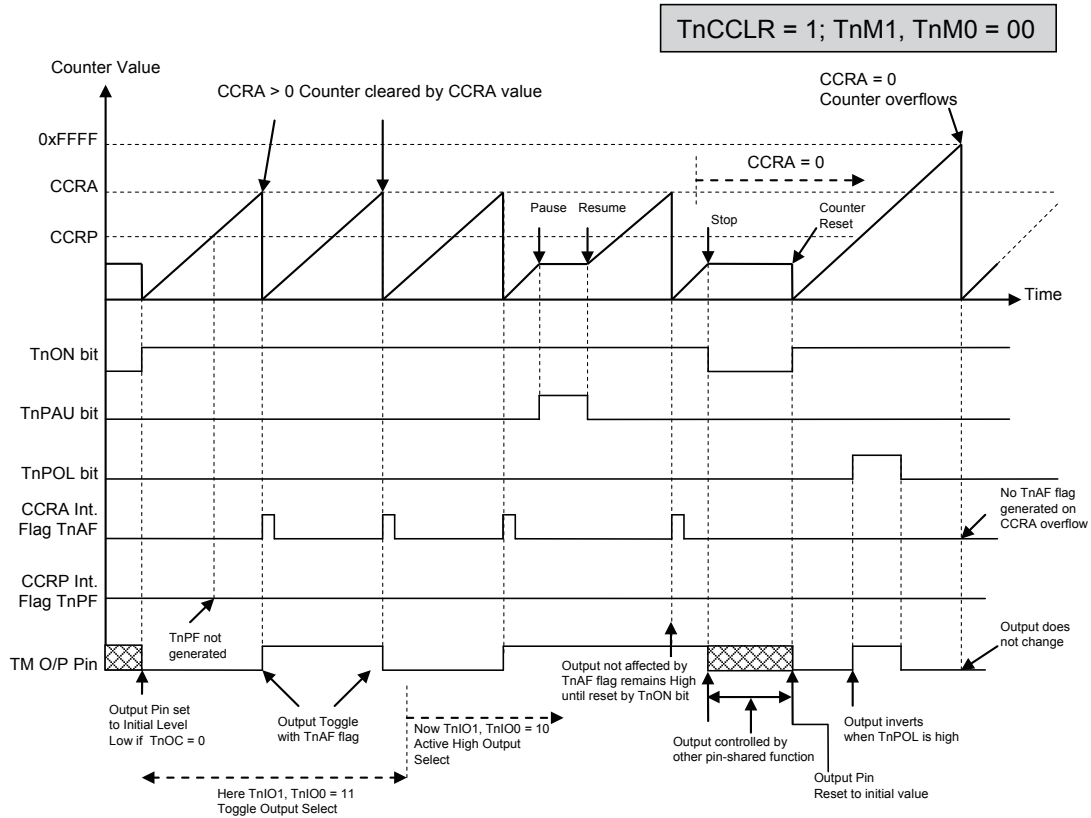 TnCCLR = 1; TnM1, TnM0 = 00
Counter Value
CCRA > 0 Counter cleared by CCRA value
CCRA = 0
Counter overflows
0xFFFF
CCRA = 0
CCRA
Pause
Resume
Stop
Counter
Reset
CCRP
Time
TnON bit
TnPAU bit
TnPOL bit
CCRA Int.
Flag TnAF
No TnAF flag
generated on
CCRA overflow
CCRP Int.
Flag TnPF
TnPF not
generated
TM O/P Pin
Output does
not change
Output not affected by
TnAF flag remains High
until reset by TnON bit
Output Pin set
to Initial Level
Low if TnOC = 0
Output Toggle
with TnAF flag
Now TnIO1, TnIO0 = 10
Active High Output
Select
Output controlled by
other pin-shared function
Output inverts
when TnPOL is high
Output Pin
Reset to initial value
Here TnIO1, TnIO0 = 11
Toggle Output Select